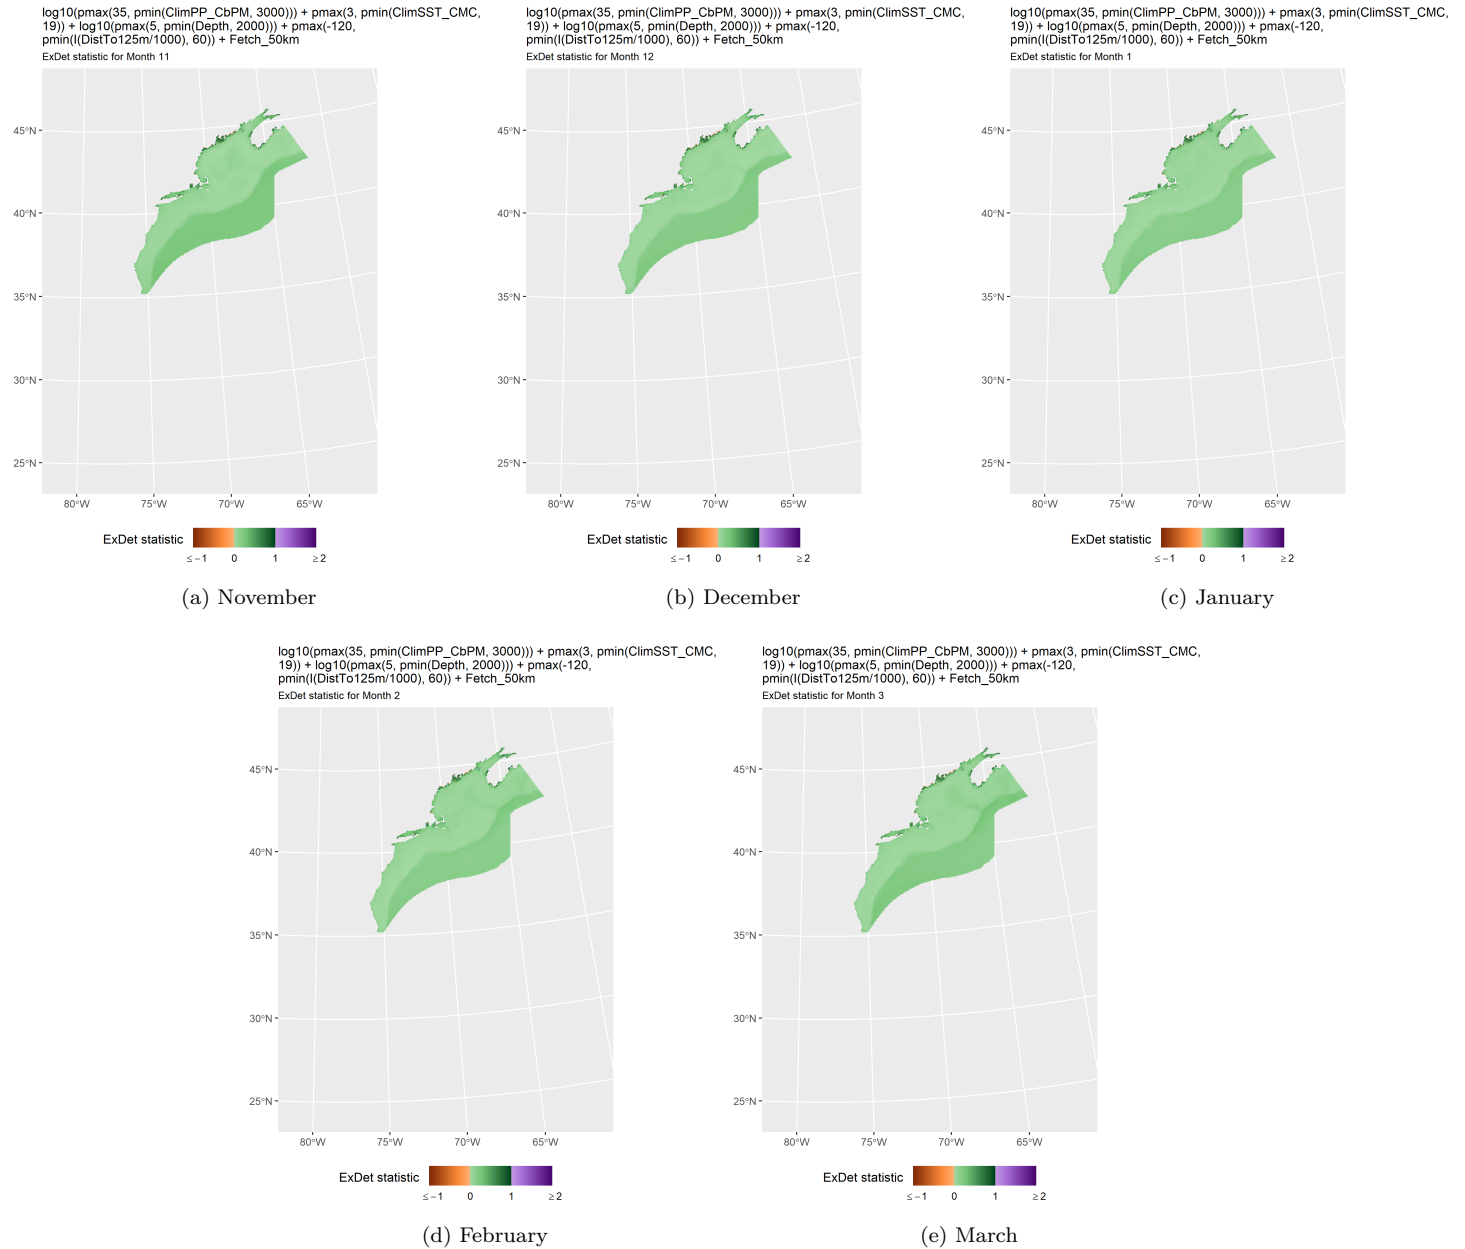 log10(pmax(35, pmin(ClimPP_CbPM, 3000))) + pmax(3, pmin(ClimSST_CMC,
19)) + log10(pmax(5, pmin(Depth, 2000))) + pmax(-120,
pmin(I(DistTo125m/1000), 60)) + Fetch_50km
ExDet statistic for Month 11
45°N
40°N
35°N
30°N
25°N
80°W 75°W 70°W 65°W
ExDet statistic
≤−1 0 1 ≥2
(a) November
log10(pmax(35, pmin(ClimPP_CbPM, 3000))) + pmax(3, pmin(ClimSST_CMC,
19)) + log10(pmax(5, pmin(Depth, 2000))) + pmax(-120,
pmin(I(DistTo125m/1000), 60)) + Fetch_50km
ExDet statistic for Month 12
45°N
40°N
35°N
30°N
25°N
80°W 75°W 70°W 65°W
ExDet statistic
≤−1 0 1 ≥2
(b) December
log10(pmax(35, pmin(ClimPP_CbPM, 3000))) + pmax(3, pmin(ClimSST_CMC,
19)) + log10(pmax(5, pmin(Depth, 2000))) + pmax(-120,
pmin(I(DistTo125m/1000), 60)) + Fetch_50km
ExDet statistic for Month 1
45°N
40°N
35°N
30°N
25°N
80°W 75°W 70°W 65°W
ExDet statistic
≤−1 0 1 ≥2
(c) January
log10(pmax(35, pmin(ClimPP_CbPM, 3000))) + pmax(3, pmin(ClimSST_CMC,
19)) + log10(pmax(5, pmin(Depth, 2000))) + pmax(-120,
pmin(I(DistTo125m/1000), 60)) + Fetch_50km
ExDet statistic for Month 2
45°N
40°N
35°N
30°N
25°N
80°W 75°W 70°W 65°W
ExDet statistic
≤−1 0 1 ≥2
(d) February
log10(pmax(35, pmin(ClimPP_CbPM, 3000))) + pmax(3, pmin(ClimSST_CMC,
19)) + log10(pmax(5, pmin(Depth, 2000))) + pmax(-120,
pmin(I(DistTo125m/1000), 60)) + Fetch_50km
ExDet statistic for Month 3
45°N
40°N
35°N
30°N
25°N
80°W 75°W 70°W 65°W
ExDet statistic
≤−1 0 1 ≥2
(e) March